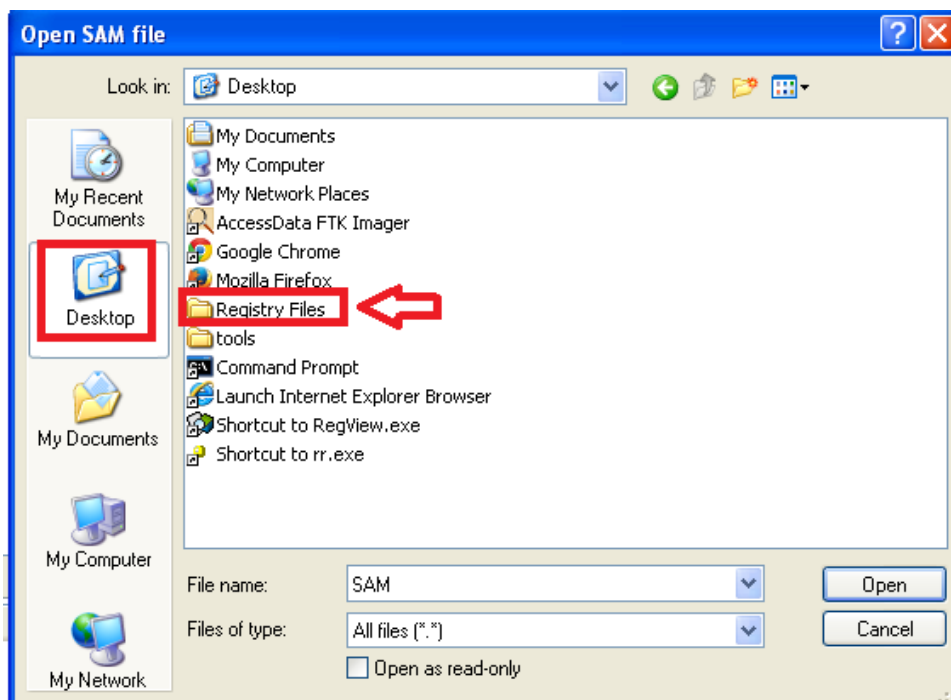 Open SAM file
Look in:
Desktop
My Recent
Documents
Desktop
My Documents
My Computer
My Network
My Documents
My Computer
My Network Places
AccessData FTK Imager
Google Chrome
Mozilla Firefox
Registry Files
tools
Command Prompt
Launch Internet Explorer Browser
Shortcut to RegView.exe
Shortcut to rr.exe
File name:
SAM
Open
Files of type:
All files (*.*)
Cancel
Open as read-only